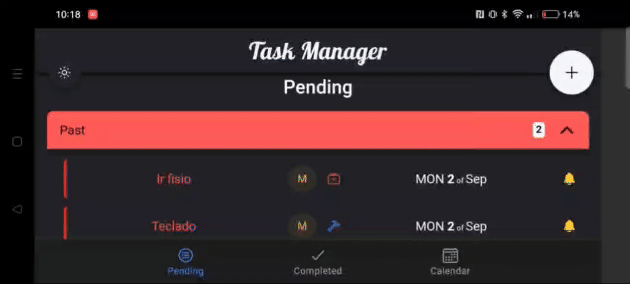 10:18 14%
Task Manager
+
Pending
Past 2
Ir fisio M MON 2 of Sep
Teclado M MON 2 of Sep
Pending Completed Calendar